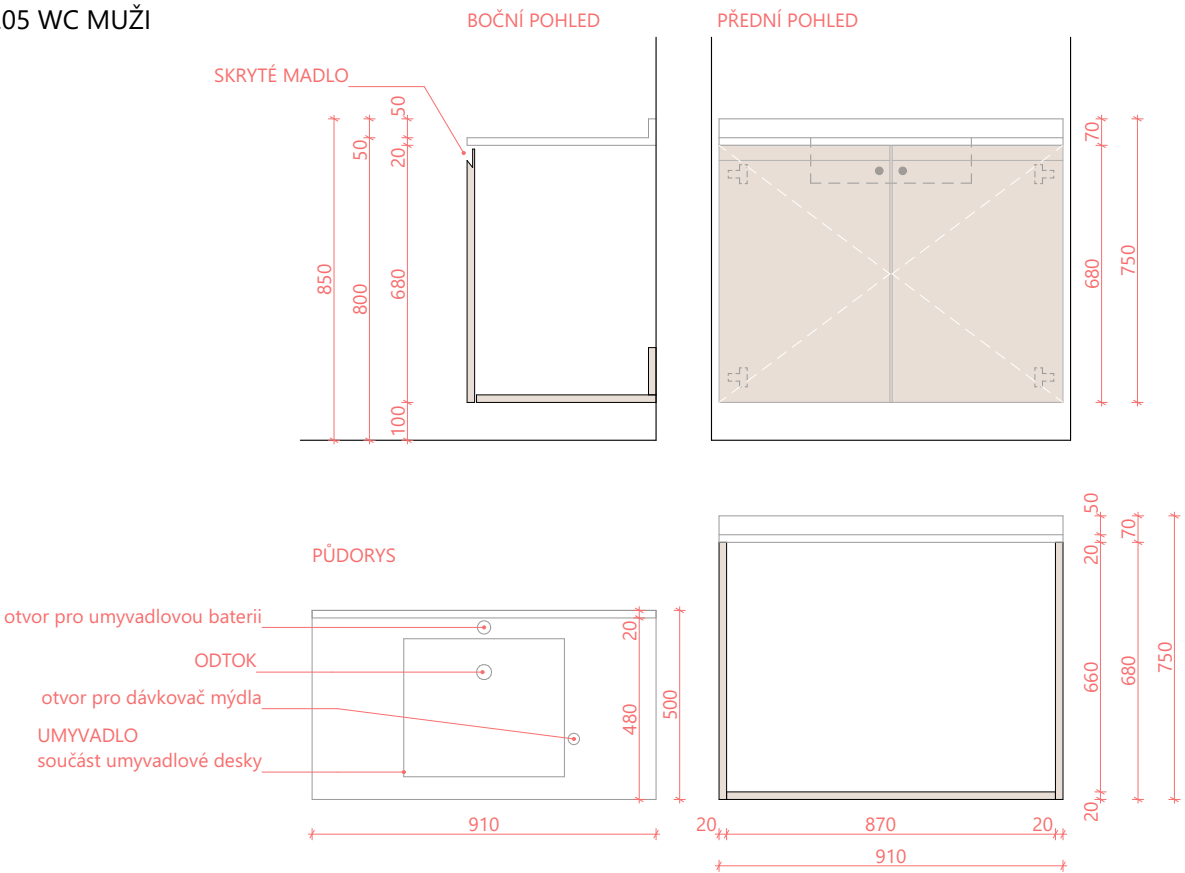 05 WC MUŽI
BOČNÍ POHLED
PŘEDNÍ POHLED
SKRYTÉ MADLO
850
50
800
50
20
680
100
70
680
750
PŮDORYS
otvor pro umyvadlovou baterii
ODTOK
otvor pro dávkovač mýdla
UMYVADLO
součást umyvadlové desky
20
480
500
910
50
20
660
20
70
680
750
20
870
20
910